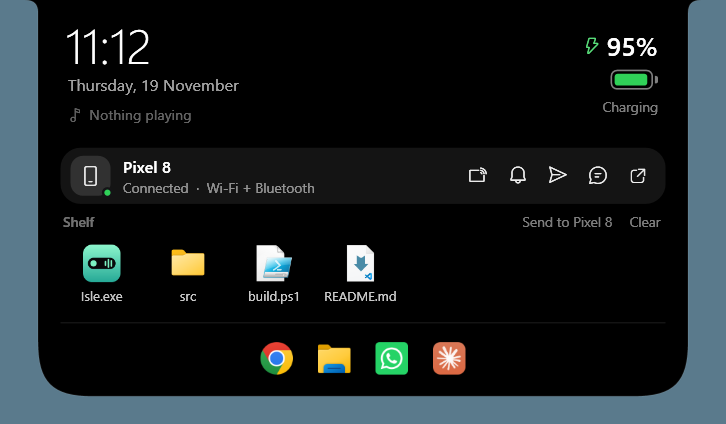 11:12
95%
Thursday, 19 November
Nothing playing
Charging
Pixel 8
Connected · Wi-Fi + Bluetooth
Shelf
Send to Pixel 8
Clear
Isle.exe
src
build.ps1
README.md